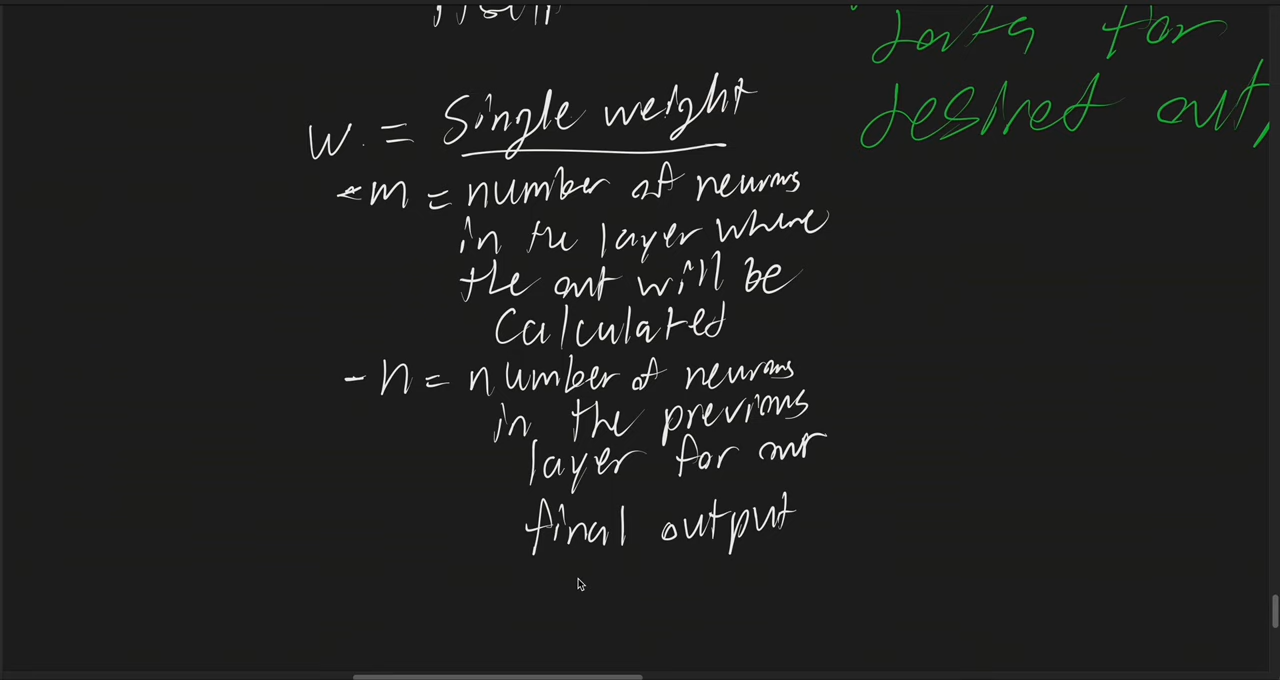 data for
desired out,
w = Single weight
- m = number of neurons
in the layer where
the out will be
Calculated
- n = number of neurons
in the previous
layer for our
final output